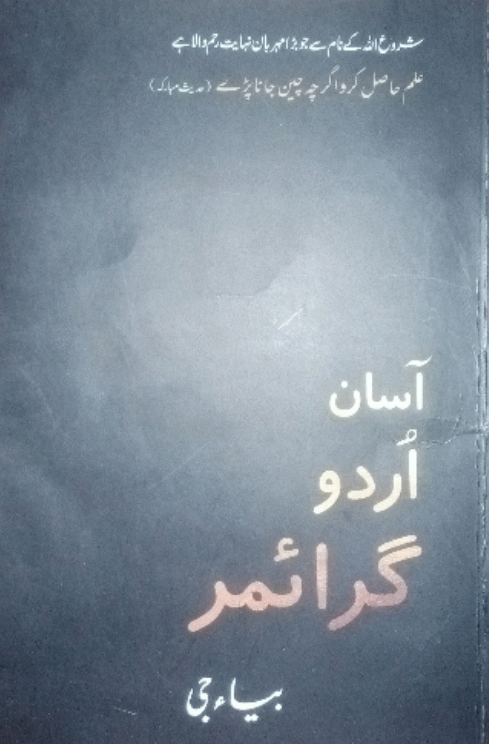 شروع اللہ کے نام سے جو بڑا مہربان نہایت رحم والا ہے
علم حاصل کرو اگرچہ چین جانا پڑے (حدیث مبارکہ)
آسان
اُردو
گرائمر
بیاء جی